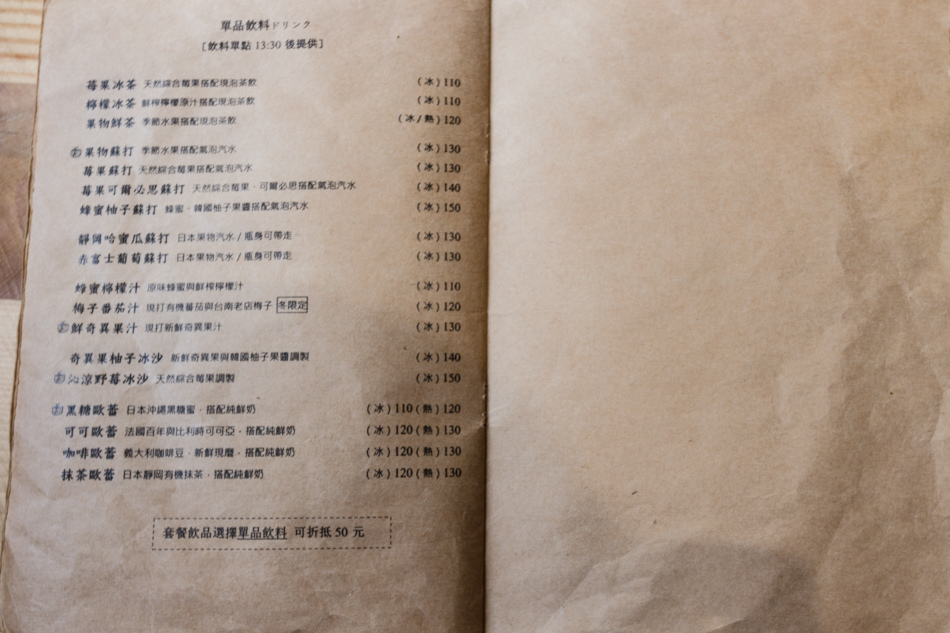 單品飲料ドリンク
[飲料單點 13:30 後提供]
莓果冰茶 天然綜合莓果搭配現泡茶飲 (冰) 110
檸檬冰茶 鮮榨檸檬原汁搭配現泡茶飲 (冰) 110
果物鮮茶 季節水果搭配現泡茶飲 (冰/熱) 120
果物蘇打 季節水果搭配氣泡汽水 (冰) 130
莓果蘇打 天然綜合莓果搭配氣泡汽水 (冰) 130
莓果可爾必思蘇打 天然綜合莓果、可爾必思搭配氣泡汽水 (冰) 140
蜂蜜柚子蘇打 蜂蜜、韓國柚子果醬搭配氣泡汽水 (冰) 150
靜岡哈蜜瓜蘇打 日本果物汽水/瓶身可帶走 (冰) 130
赤富士葡萄蘇打 日本果物汽水/瓶身可帶走 (冰) 130
蜂蜜檸檬汁 原味蜂蜜與鮮榨檸檬汁 (冰) 110
梅子番茄汁 現打有機蕃茄與台南老店梅子 冬限定 (冰) 120
鮮奇異果汁 現打新鮮奇異果汁 (冰) 130
奇異果柚子冰沙 新鮮奇異果與韓國柚子果醬調製 (冰) 140
沁涼野莓冰沙 天然綜合莓果調製 (冰) 150
黑糖歐蕾 日本沖繩黑糖蜜、搭配純鮮奶 (冰) 110 (熱) 120
可可歐蕾 法國百年與比利時可可亞、搭配純鮮奶 (冰) 120 (熱) 130
咖啡歐蕾 義大利咖啡豆、新鮮現磨、搭配純鮮奶 (冰) 120 (熱) 130
抹茶歐蕾 日本靜岡有機抹茶、搭配純鮮奶 (冰) 120 (熱) 130
套餐飲品選擇單品飲料 可折抵 50 元